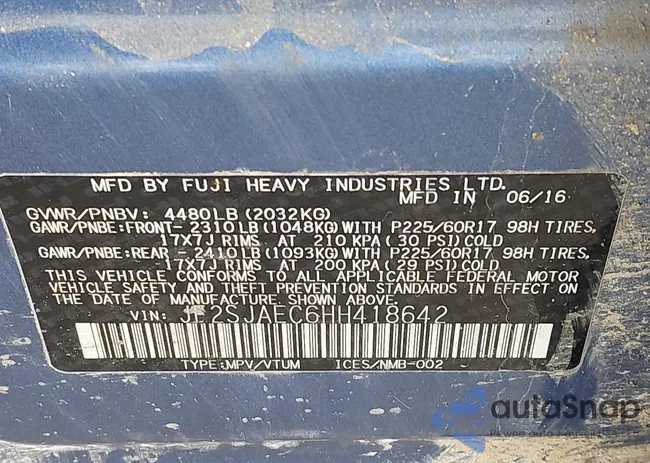 MFD BY FUJI HEAVY INDUSTRIES LTD.
MFD IN 06/16
GVWR/PNBV: 4480LB(2032KG)
GAWR/PNBE:FRONT-2310LB(1048KG)WITH P225/60R17 98H TIRES,
17X7J RIMS AT 210 KPA(30 PSI)COLD
GAWR/PNBE:REAR -2410LB(1093KG)WITH P225/60R17 98H TIRES,
17X7J RIMS AT 200 KPA(29 PSI)COLD
THIS VEHICLE CONFORMS TO ALL APPLICABLE FEDERAL MOTOR
VEHICLE SAFETY AND THEFT PREVENTION STANDARDS IN EFFECT ON
THE DATE OF MANUFACTURE SHOWN ABOVE.
VIN: JF2SJAEC6HH418642
TYPE:MPV/VTUM ICES/NMB-002
autoSnap